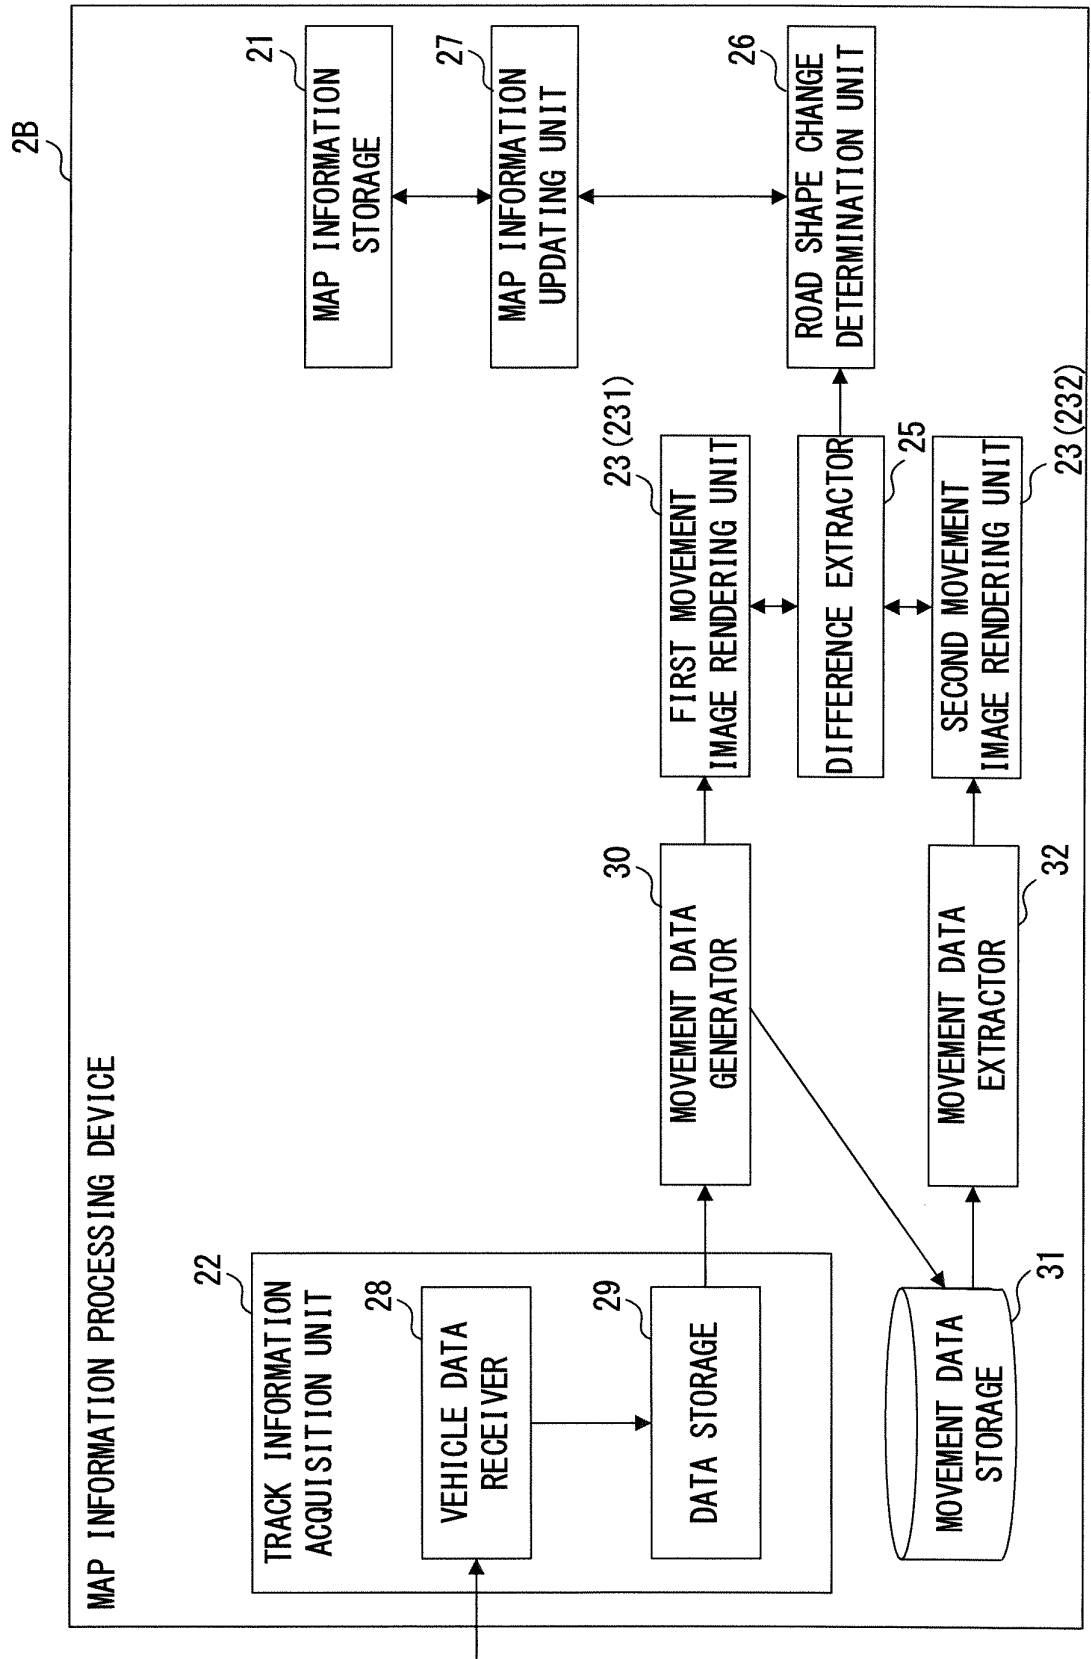 2B
MAP INFORMATION PROCESSING DEVICE
22
TRACK INFORMATION
ACQUISITION UNIT
28
VEHICLE DATA
RECEIVER
29
DATA STORAGE
31
MOVEMENT DATA
STORAGE
30
MOVEMENT DATA
GENERATOR
32
MOVEMENT DATA
EXTRACTOR
23(231)
FIRST MOVEMENT
IMAGE RENDERING UNIT
25
DIFFERENCE EXTRACTOR
23(232)
SECOND MOVEMENT
IMAGE RENDERING UNIT
21
MAP INFORMATION
STORAGE
27
MAP INFORMATION
UPDATING UNIT
26
ROAD SHAPE CHANGE
DETERMINATION UNIT